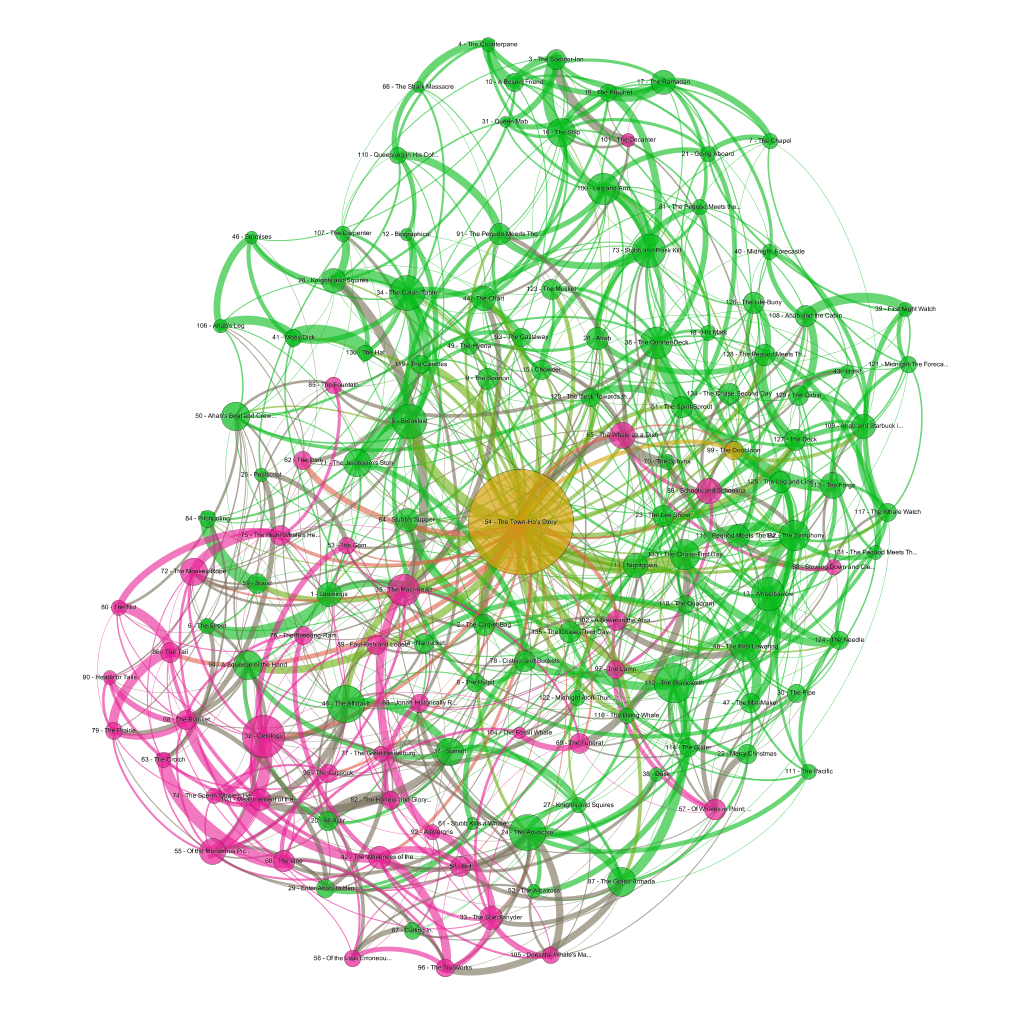 4 - The Counterpane
3 - The Spouter-Inn
66 - The Shark Massacre
10 - A Bosom Friend
17 - The Ramadan
19 - The Prophet
31 - Queen Mab
16 - The Ship
101 - The Decanter
7 - The Chapel
110 - Queequeg in His Cof...
21 - Going Aboard
100 - Leg and Arm
81 - The Pequod Meets the...
46 - Surmises
107 - The Carpenter
12 - Biographical
91 - The Pequod Meets The...
73 - Stubb and Flask Kill...
40 - Midnight, Forecastle
26 - Knights and Squires
34 - The Cabin-Table
44 - The Chart
123 - The Musket
126 - The Life-Buoy
39 - First Night Watch
108 - Ahab and the Cabin...
106 - Ahab's Leg
41 - Moby Dick
93 - The Castaway
28 - Ahab
36 - The Quarter-Deck
18 - His Mark
130 - The Hat
49 - The Hyena
128 - The Pequod Meets Th...
119 - The Candles
15 - Chowder
121 - Midnight-The Foreca...
43 - Hark!
9 - The Sermon
85 - The Fountain
120 - The Deck Towards th...
134 - The Chase-Second Day
129 - The Cabin
51 - The Spirit-Spout
50 - Ahab's Boat and Crew...
5 - Breakfast
109 - Ahab and Starbuck i...
65 - The Whale as a Dish
127 - The Deck
99 - The Doubloon
62 - The Dart
71 - The Jeroboam's Story
70 - The Sphynx
25 - Postscript
88 - Schools and Schoolma...
125 - The Log and Line
113 - The Forge
84 - Pitchpoling
64 - Stubb's Supper
54 - The Town-Ho's Story
23 - The Lee Shore
117 - The Whale Watch
75 - The Right Whale's He...
53 - The Gam
132 - The Symphony
133 - The Chase-First Day
131 - The Pequod Meets Th...
72 - The Monkey-Rope
11 - Nightgown
98 - Stowing Down and Cle...
59 - Squid
35 - The Mast-Head
1 - Loomings
13 - Wheelbarrow
80 - The Nut
118 - The Quadrant
102 - A Bower in the Arsa...
6 - The Street
2 - The Carpet-Bag
135 - The Chase-Third Day
76 - The Battering-Ram
89 - Fast-Fish and Loose-...
14 - Nantucket
124 - The Needle
48 - The First Lowering
86 - The Tail
94 - A Squeeze of the Hand
78 - Cistern and Buckets
97 - The Lamp
90 - Heads or Tails
8 - The Pulpit
112 - The Blacksmith
30 - The Pipe
45 - The Affidavit
83 - Jonah Historically R...
122 - Midnight Aloft-Thun...
47 - The Mat-Maker
68 - The Blanket
116 - The Dying Whale
79 - The Prairie
32 - Cetology
104 - The Fossil Whale
69 - The Funeral
37 - Sunset
114 - The Gilder
77 - The Great Heidelburg...
22 - Merry Christmas
63 - The Crotch
95 - The Cassock
38 - Dusk
111 - The Pacific
74 - The Sperm Whale's He...
82 - The Honour and Glory...
27 - Knights and Squires
57 - Of Whales in Paint; ...
20 - All Astir
61 - Stubb Kills a Whale
92 - Ambergris
24 - The Advocate
55 - Of the Monstrous Pic...
60 - The Line
42 - The Whiteness of the...
58 - Brit
87 - The Grand Armada
29 - Enter Ahab; to Him, ...
52 - The Albatross
33 - The Specksnyder
67 - Cutting In
56 - Of the Less Erroneou...
96 - The Try-Works
105 - Does the Whale's Ma...